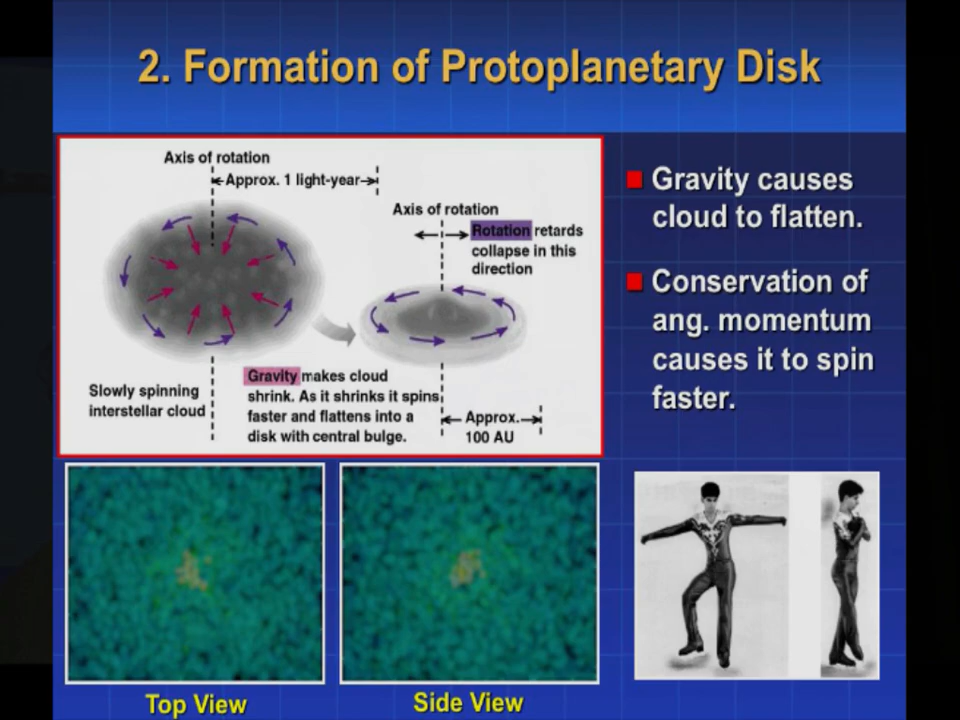 2. Formation of Protoplanetary Disk
Axis of rotation
Approx. 1 light-year
Axis of rotation
Rotation retards
collapse in this
direction
Slowly spinning
interstellar cloud
Gravity makes cloud
shrink. As it shrinks it spins
faster and flattens into a
disk with central bulge.
Approx.
100 AU
Gravity causes
cloud to flatten.
Conservation of
ang. momentum
causes it to spin
faster.
Top View
Side View